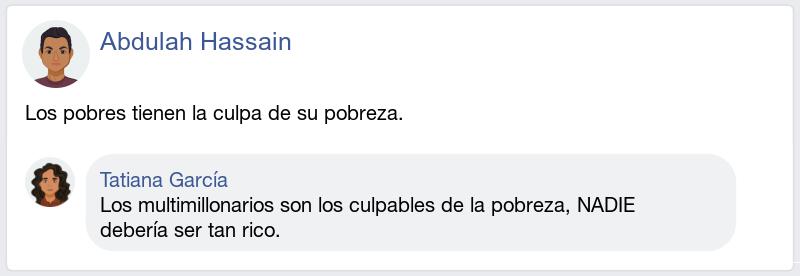 Abdulah Hassain
Los pobres tienen la culpa de su pobreza.
Tatiana García
Los multimillonarios son los culpables de la pobreza, NADIE
debería ser tan rico.